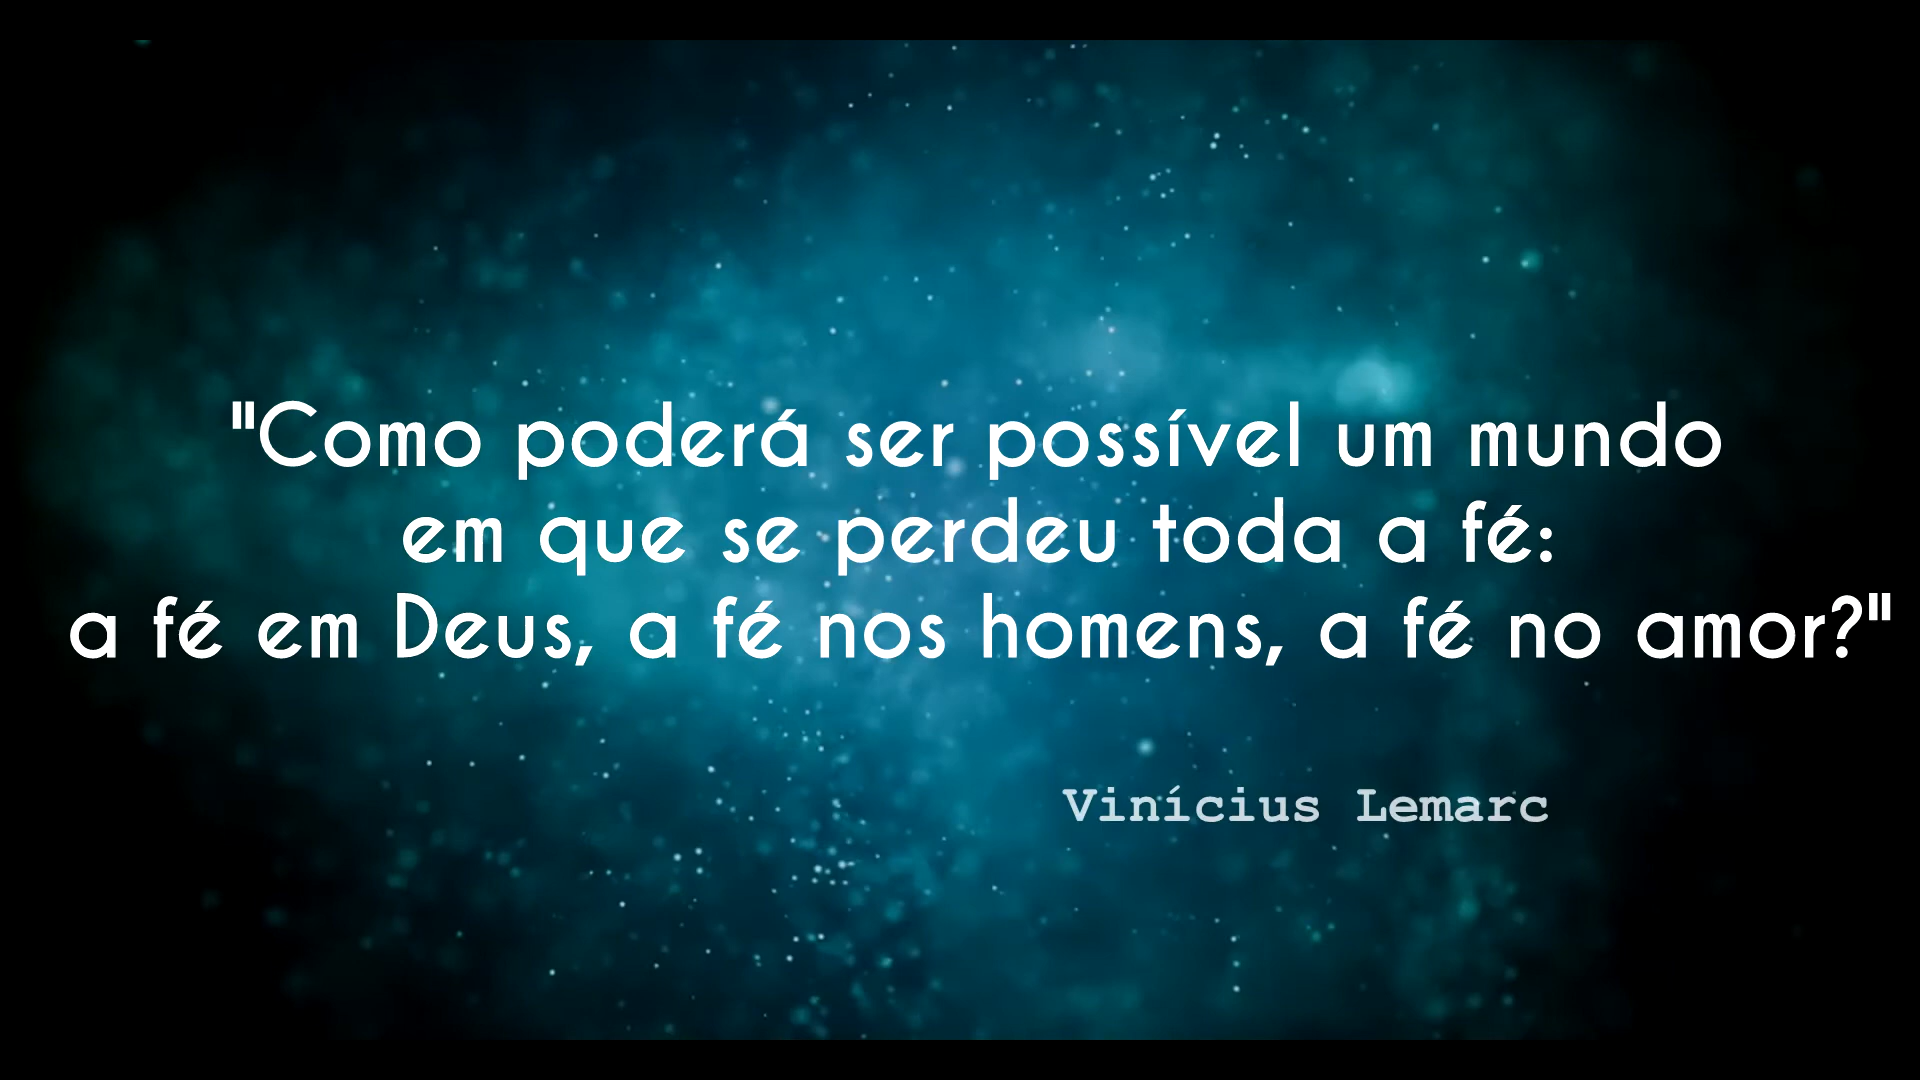 "Como poderá ser possível um mundo
em que se perdeu toda a fé:
a fé em Deus, a fé nos homens, a fé no amor?"
Vinícius Lemarc